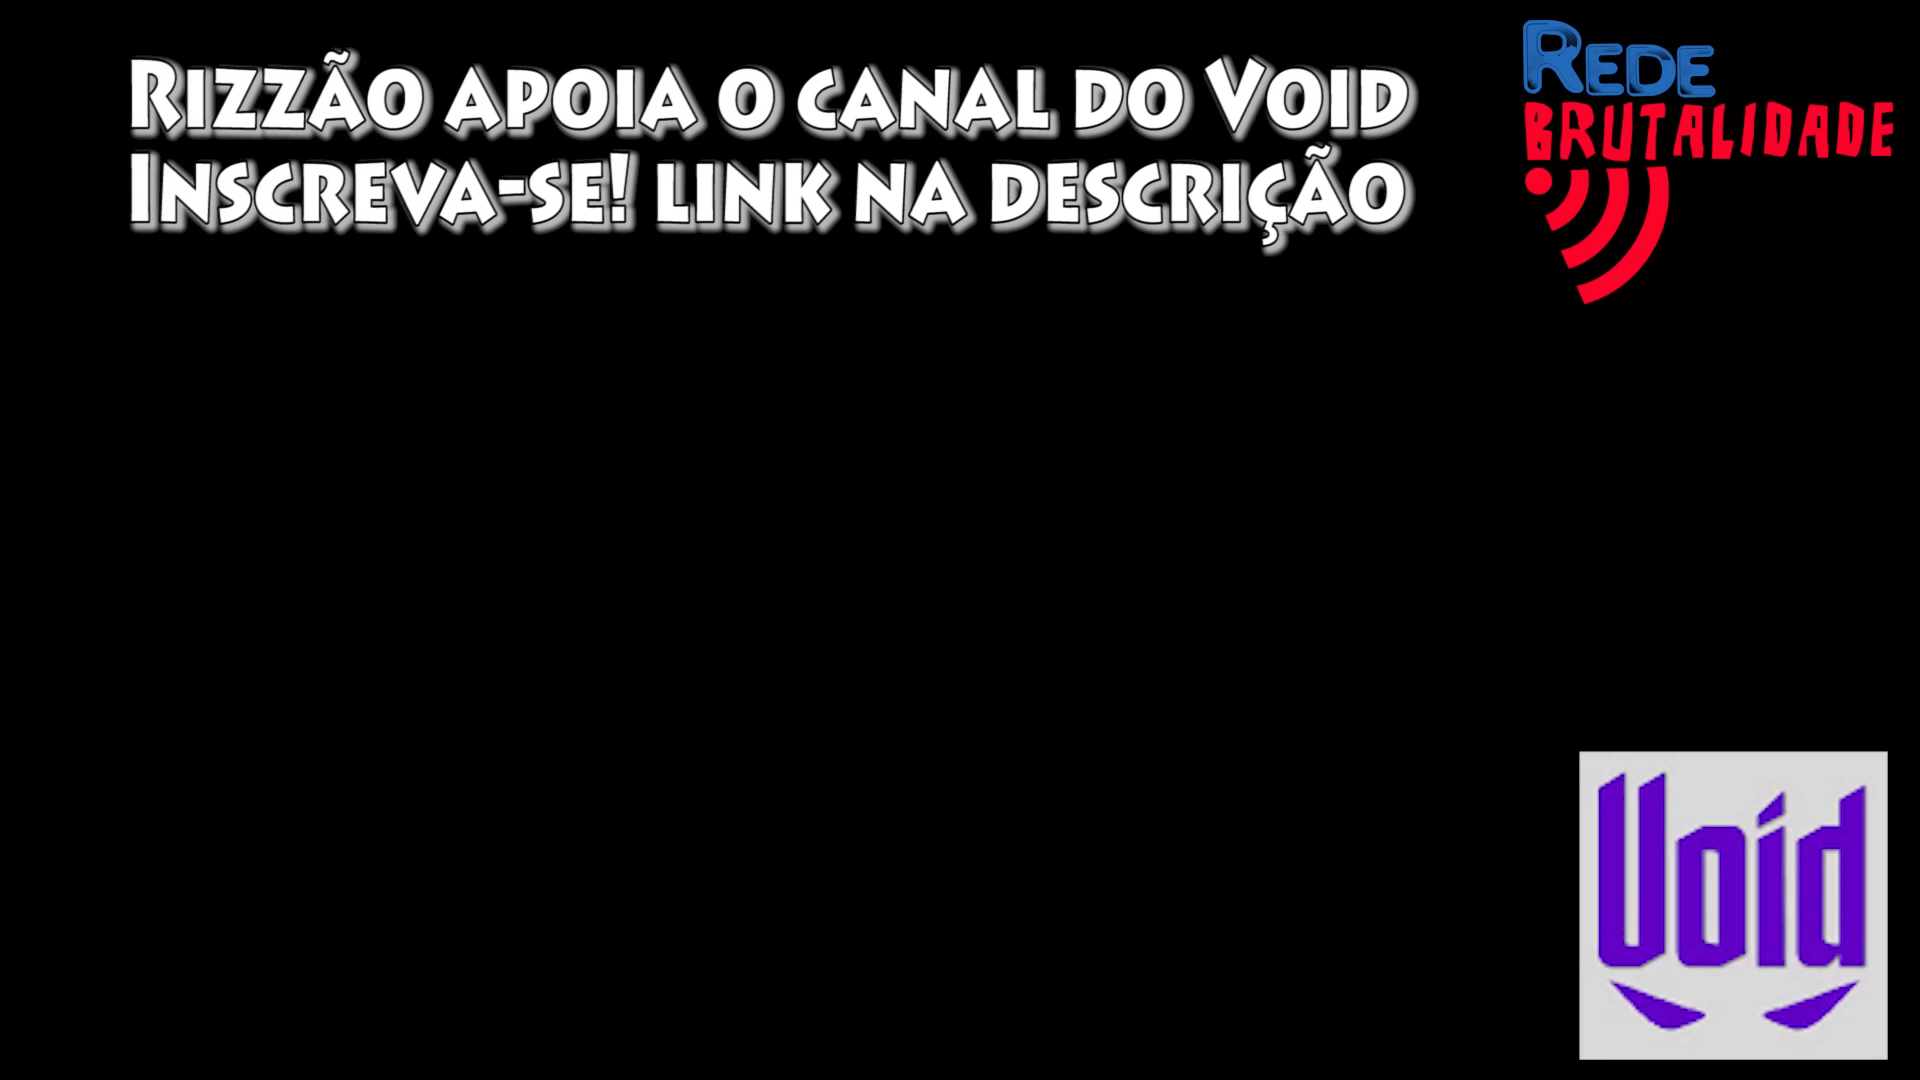 Rizzão apoia o canal do Void
Inscreva-se! link na descrição
Rede
BRUTALIDADE
Void